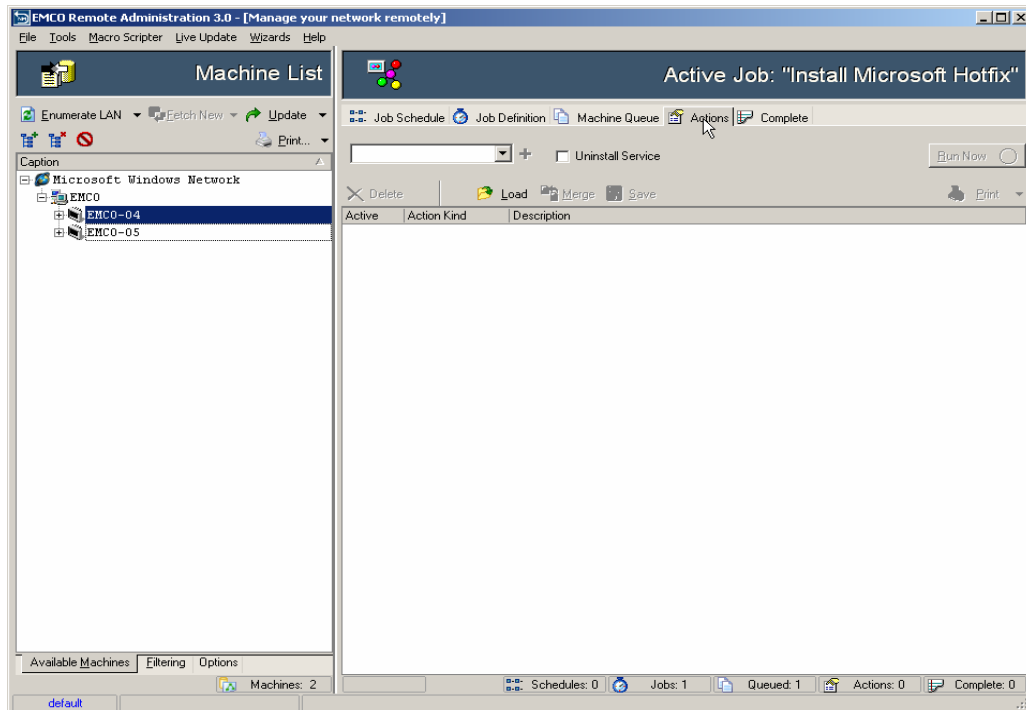 EMCO Remote Administration 3.0 - [Manage your network remotely]
File Tools Macro Scripter Live Update Wizards Help
Machine List
Active Job: "Install Microsoft Hotfix"
Enumerate LAN Fetch New Update
Job Schedule Job Definition Machine Queue Actions Complete
Print...
Uninstall Service
Run Now
Caption
Microsoft Windows Network
EMCO
EMCO-04
EMCO-05
Delete Load Merge Save Print
Active Action Kind Description
Available Machines Filtering Options
Machines: 2
Schedules: 0 Jobs: 1 Queued: 1 Actions: 0 Complete: 0
default